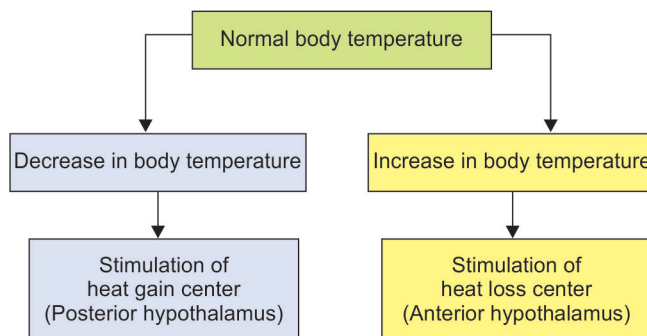 Normal body temperature
Decrease in body temperature
Increase in body temperature
Stimulation of
heat gain center
(Posterior hypothalamus)
Stimulation of
heat loss center
(Anterior hypothalamus)